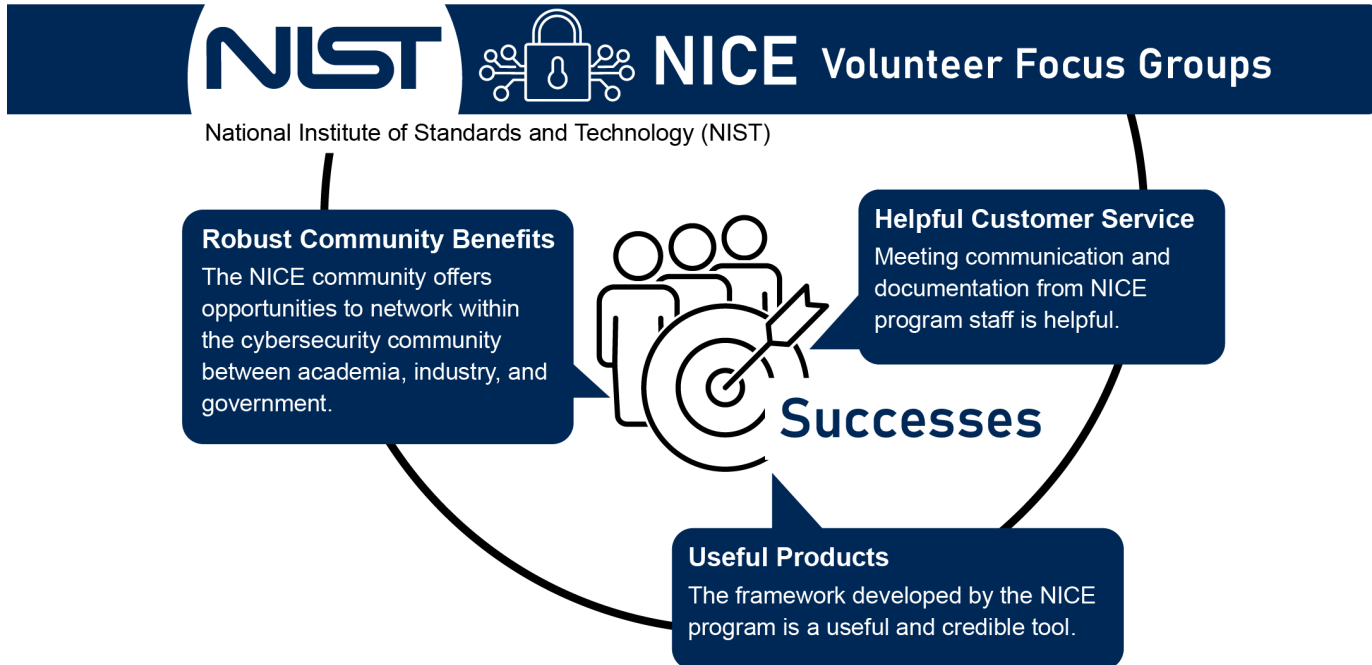 NIST
NICE Volunteer Focus Groups
National Institute of Standards and Technology (NIST)
Robust Community Benefits
The NICE community offers
opportunities to network within
the cybersecurity community
between academia, industry, and
government.
Helpful Customer Service
Meeting communication and
documentation from NICE
program staff is helpful.
Successes
Useful Products
The framework developed by the NICE
program is a useful and credible tool.